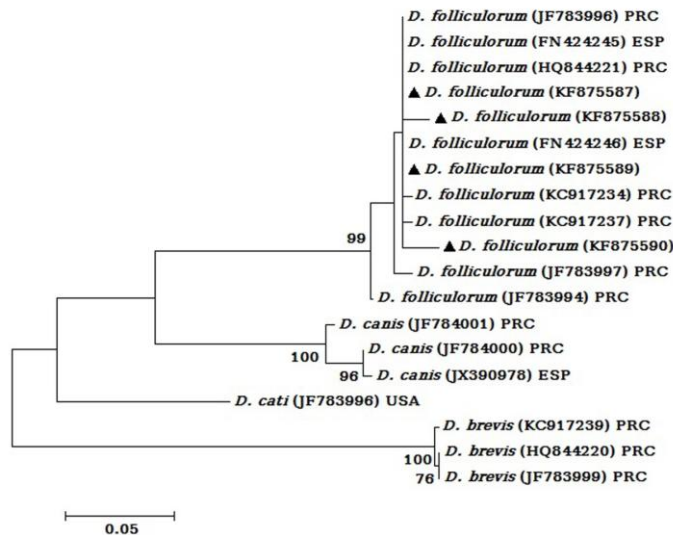 D. folliculorum (JF783996) PRC
D. folliculorum (FN424245) ESP
D. folliculorum (HQ844221) PRC
▲ D. folliculorum (KF875587)
▲ D. folliculorum (KF875588)
D. folliculorum (FN424246) ESP
▲ D. folliculorum (KF875589)
D. folliculorum (KC917234) PRC
D. folliculorum (KC917237) PRC
99
▲ D. folliculorum (KF875590)
D. folliculorum (JF783997) PRC
D. folliculorum (JF783994) PRC
D. canis (JF784001) PRC
100
D. canis (JF784000) PRC
96
D. canis (JX390978) ESP
D. cati (JF783996) USA
D. brevis (KC917239) PRC
100
D. brevis (HQ844220) PRC
76
D. brevis (JF783999) PRC
0.05